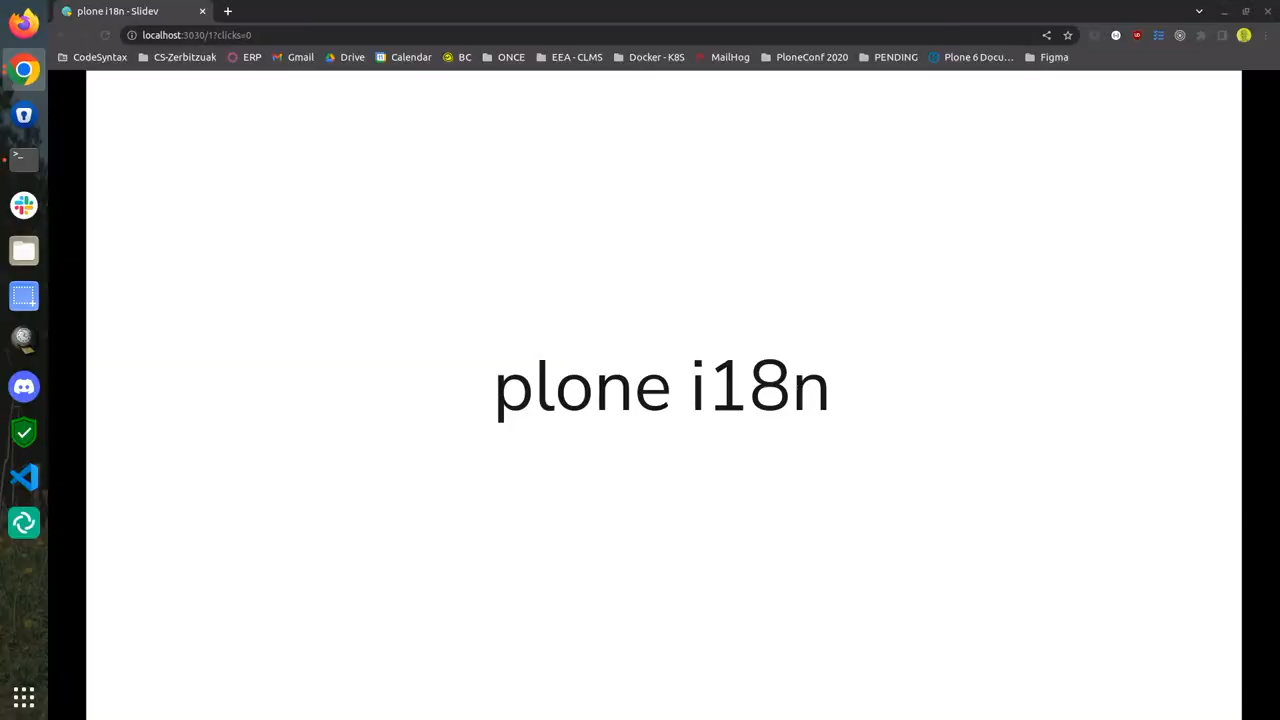 plone i18n - Slidev
localhost:3030/1?clicks=0
CodeSyntax CS-Zerbitzuak ERP Gmail Drive Calendar BC ONCE EEA - CLMS Docker - K8S MailHog PloneConf 2020 PENDING Plone 6 Docu... Figma
plone i18n